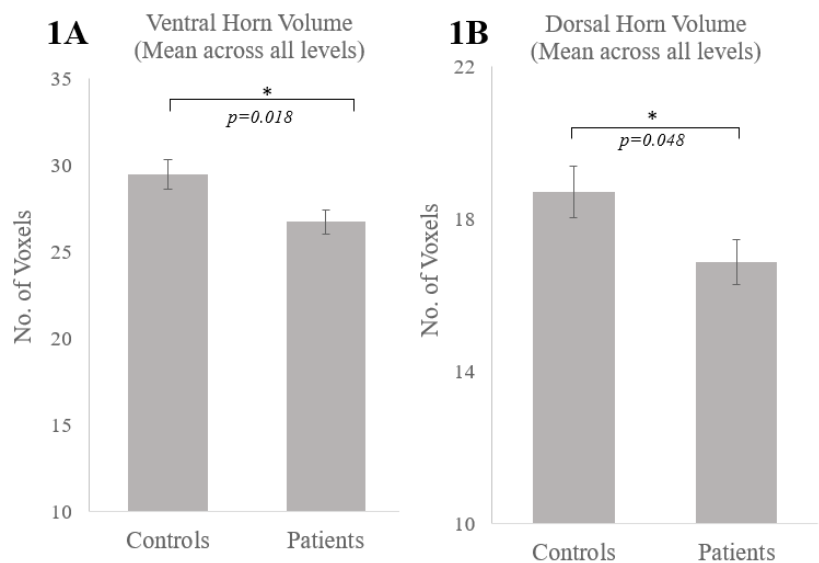 1A
Ventral Horn Volume
(Mean across all levels)
35
30
25
20
15
10
No. of Voxels
*
p=0.018
Controls
Patients
1B
Dorsal Horn Volume
(Mean across all levels)
22
18
14
10
No. of Voxels
*
p=0.048
Controls
Patients